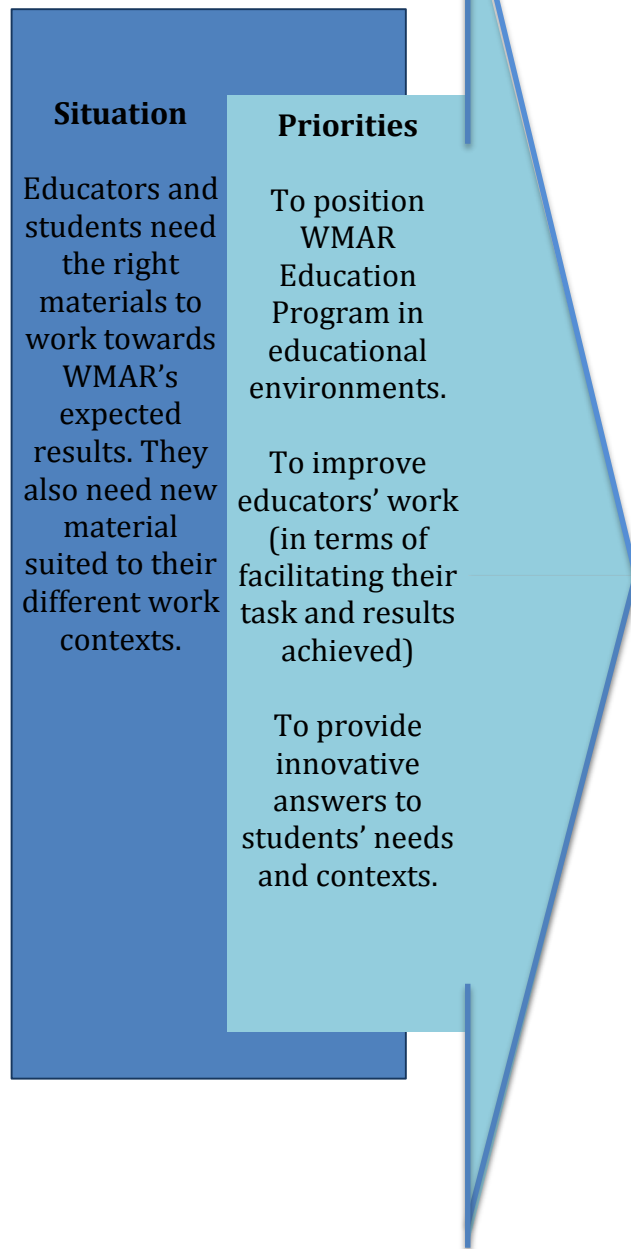 Situation
Educators and
students need
the right
materials to
work towards
WMAR’s
expected
results. They
also need new
material
suited to their
different work
contexts.
Priorities
To position
WMAR
Education
Program in
educational
environments.
To improve
educators’ work
(in terms of
facilitating their
task and results
achieved)
To provide
innovative
answers to
students’ needs
and contexts.